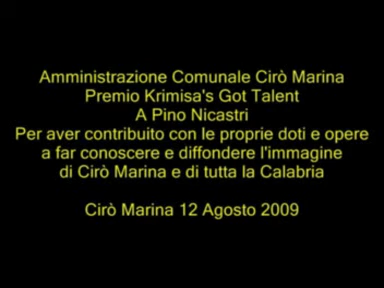 Amministrazione Comunale Cirò Marina
Premio Krimisa's Got Talent
A Pino Nicastri
Per aver contribuito con le proprie doti e opere
a far conoscere e diffondere l'immagine
di Cirò Marina e di tutta la Calabria
Cirò Marina 12 Agosto 2009